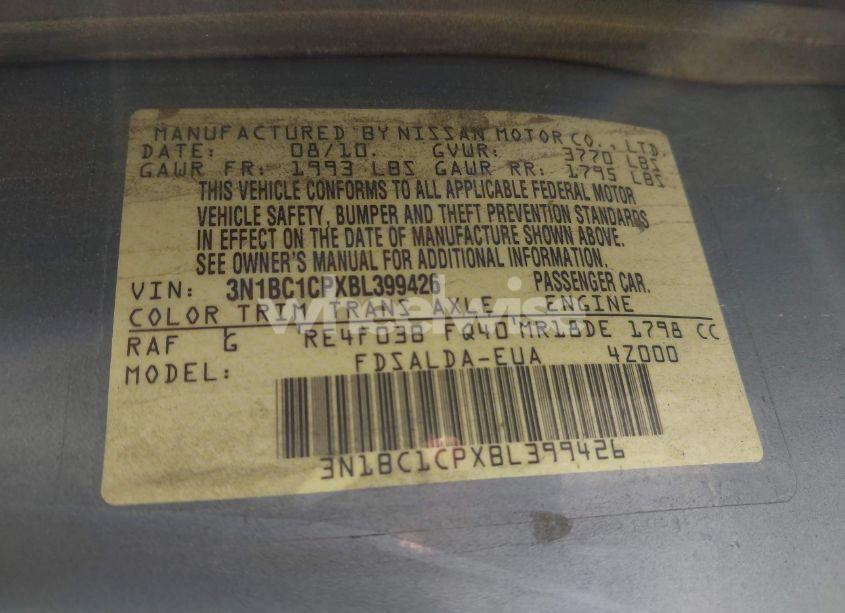 MANUFACTURED BY NISSAN MOTOR CO., LTD.
DATE: 08/10. GVWR: 3770 LBS
GAWR FR: 1993 LBS GAWR RR: 1795 LBS
THIS VEHICLE CONFORMS TO ALL APPLICABLE FEDERAL MOTOR
VEHICLE SAFETY, BUMPER AND THEFT PREVENTION STANDARDS
IN EFFECT ON THE DATE OF MANUFACTURE SHOWN ABOVE.
SEE OWNER'S MANUAL FOR ADDITIONAL INFORMATION.
VIN: 3N1BC1CPXBL399426 PASSENGER CAR.
COLOR TRIM TRANS AXLE ENGINE
RAF G RE4F03B FQ40 MR18DE 1798 CC
MODEL: FDSALDA-EUA 4Z000
3N1BC1CPXBL399426